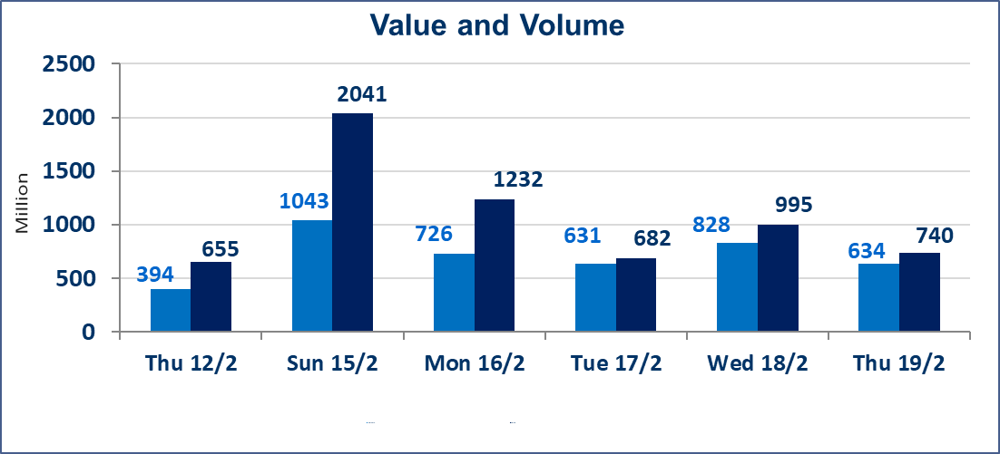 Value and Volume
2500
2000
1500
1000
500
0
Million
394
655
1043
2041
726
1232
631
682
828
995
634
740
Thu 12/2
Sun 15/2
Mon 16/2
Tue 17/2
Wed 18/2
Thu 19/2